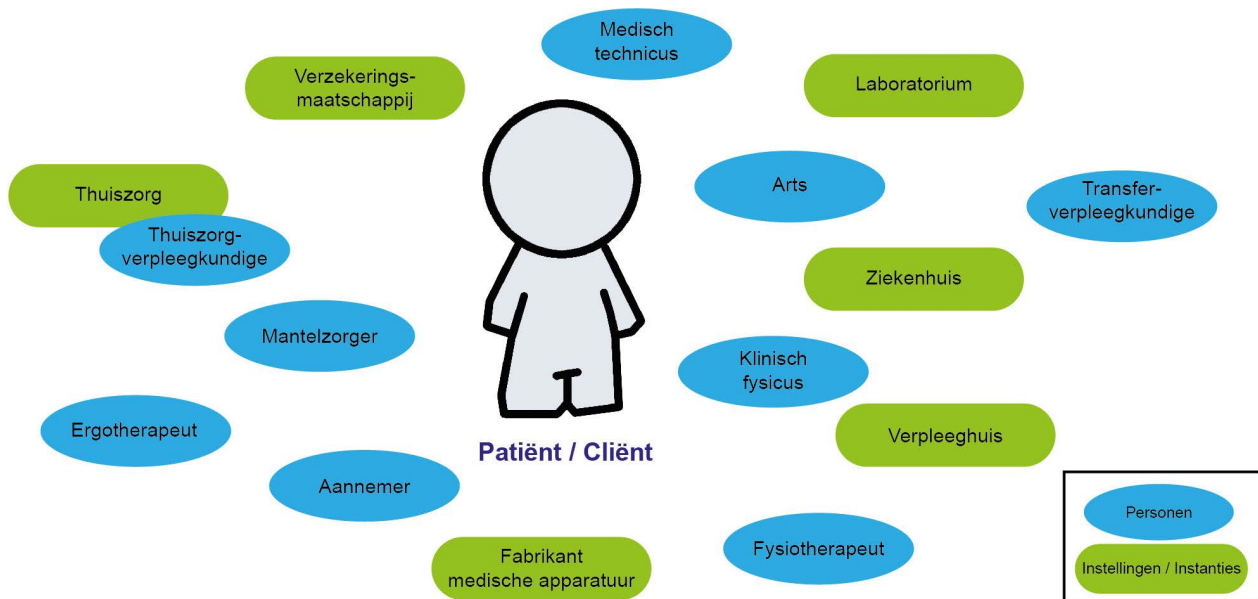 Medisch
technicus
Verzekerings-
maatschappij
Laboratorium
Arts
Transfer-
verpleegkundige
Thuiszorg
Thuiszorg-
verpleegkundige
Ziekenhuis
Mantelzorger
Klinisch
fysicus
Ergotherapeut
Verpleeghuis
Patiënt / Cliënt
Aannemer
Fabrikant
medische apparatuur
Fysiotherapeut
Personen
Instellingen / Instanties